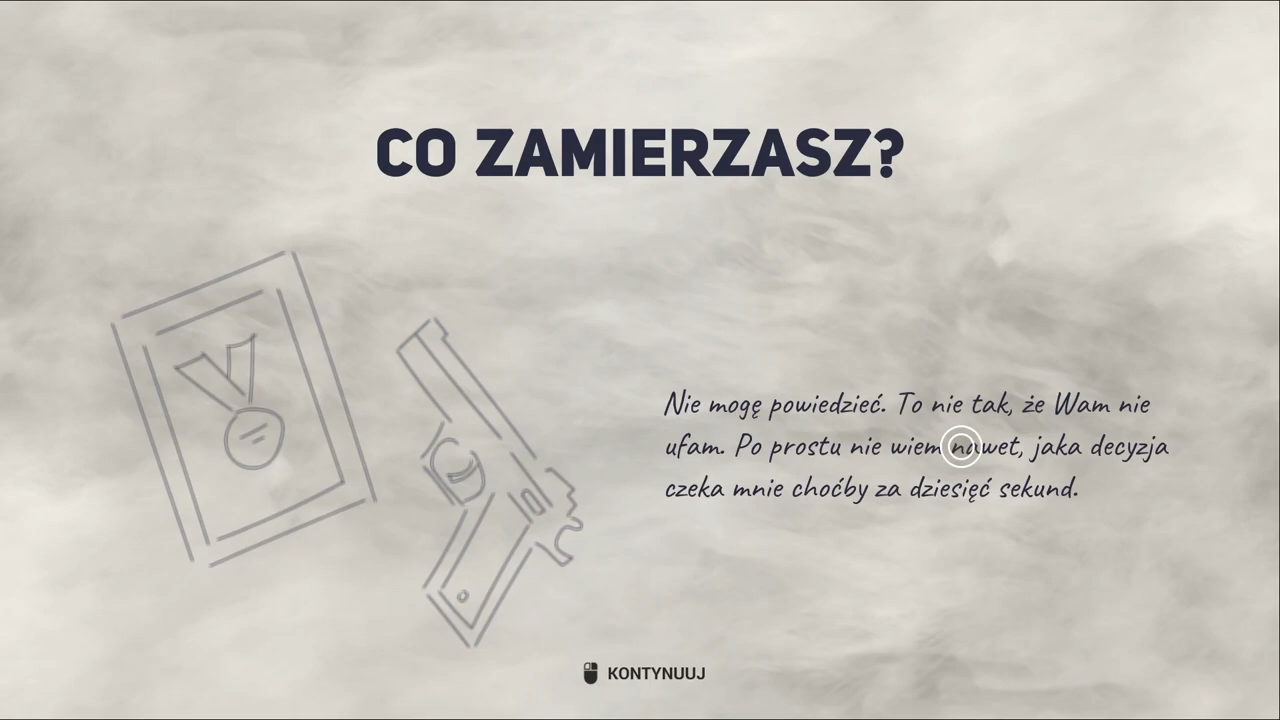 CO ZAMIERZASZ?
Nie mogę powiedzieć. To nie tak, że Wam nie
ufam. Po prostu nie wiem nawet, jaka decyzja
czeka mnie choćby za dziesięć sekund.
KONTYNUUJ